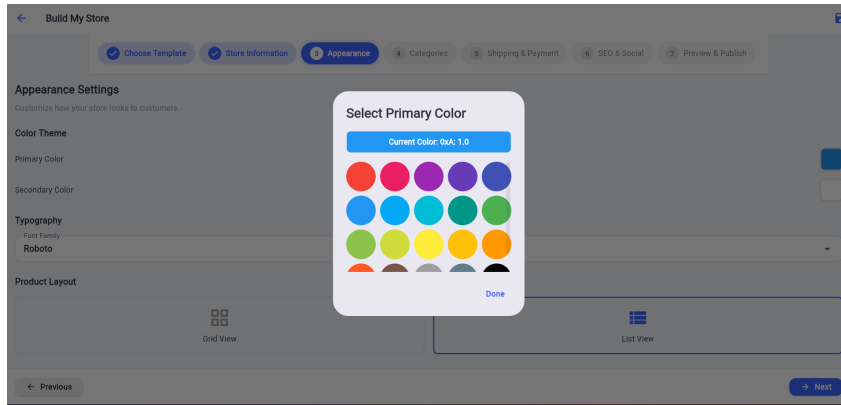 Build My Store
Choose Template
Store Information
3 Appearance
4 Categories
5 Shipping & Payment
6 SEO & Social
7 Preview & Publish
Appearance Settings
Customize how your store looks to customers.
Color Theme
Primary Color
Secondary Color
Typography
Font Family
Roboto
Product Layout
Grid View
List View
Select Primary Color
Current Color: 0xA: 1.0
Done
Previous
Next